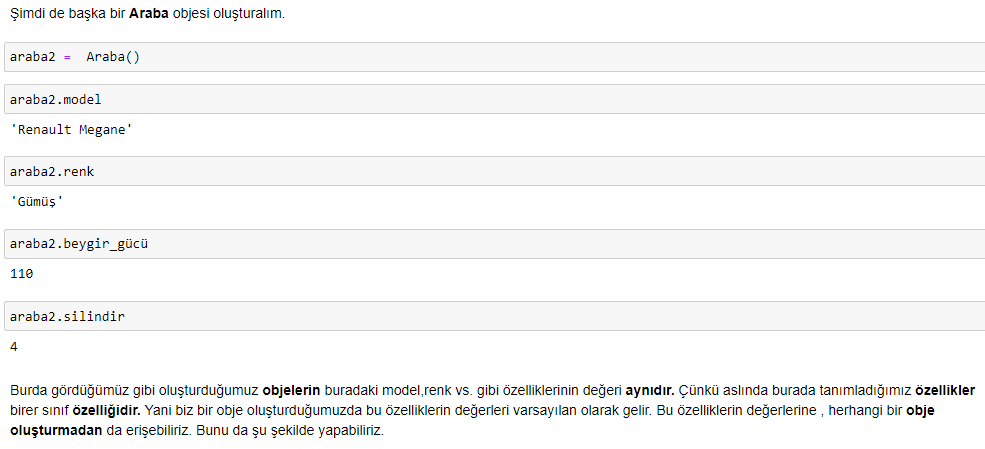 Şimdi de başka bir Araba objesi oluşturalım.
araba2 =  Araba()
araba2.model
'Renault Megane'
araba2.renk
'Gümüş'
araba2.beygir_gücü
110
araba2.silindir
4
Burda gördüğümüz gibi oluşturduğumuz objelerin buradaki model,renk vs. gibi özelliklerinin değeri aynıdır. Çünkü aslında burada tanımladığımız özellikler
birer sınıf özelliğidir. Yani biz bir obje oluşturduğumuzda bu özelliklerin değerleri varsayılan olarak gelir. Bu özelliklerin değerlerine , herhangi bir obje
oluşturmadan da erişebiliriz. Bunu da şu şekilde yapabiliriz.